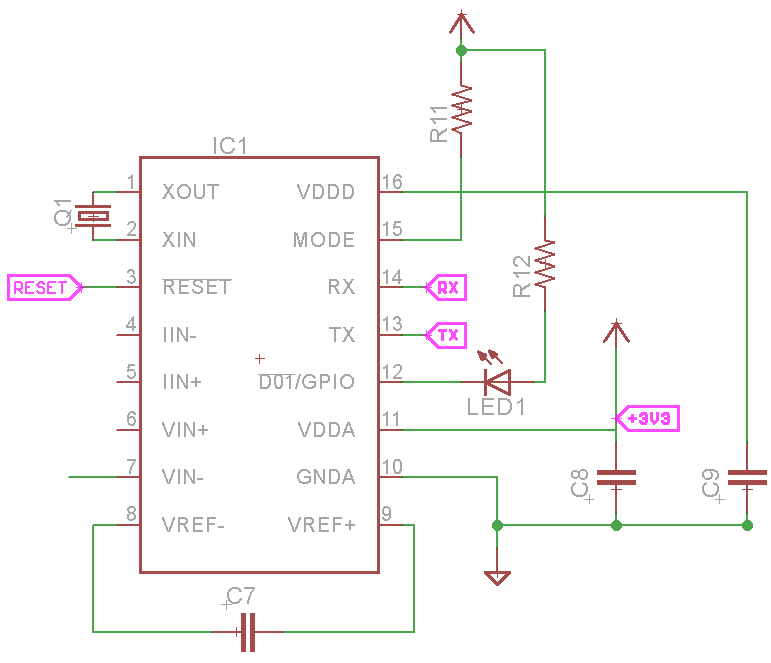 IC1
R11
1 XOUT VDDD 16
Q1
2 XIN MODE 15
RESET 3 RESET RX 14 RX
R12
4 IIN- TX 13 TX
5 IIN+ D01/GPIO 12
LED1
6 VIN+ VDDA 11 +3V3
7 VIN- GNDA 10
C8 C9
8 VREF- VREF+ 9
C7